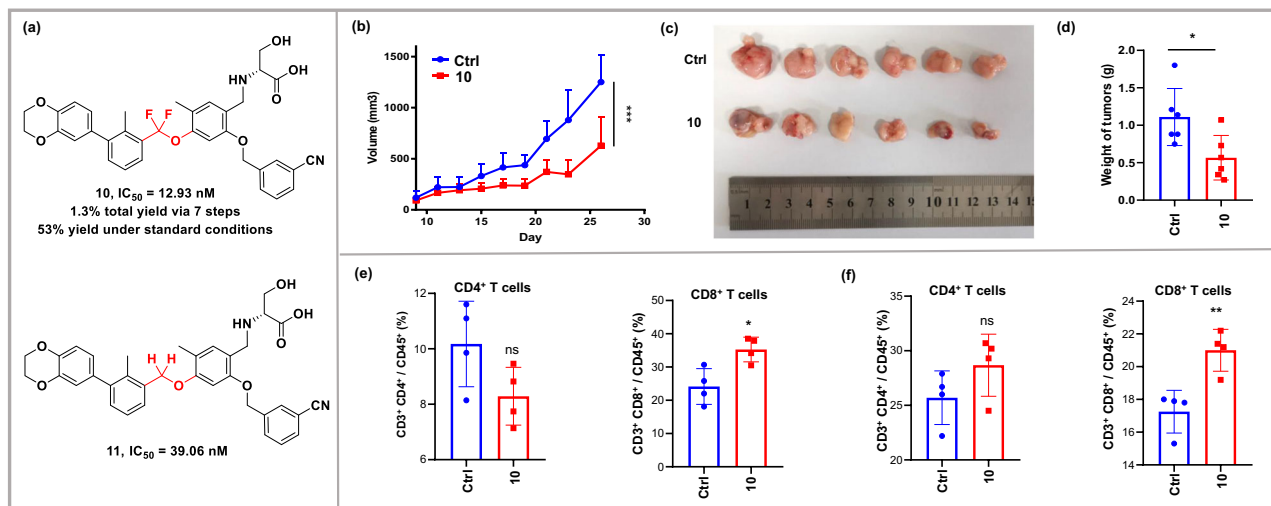 (a)
OH
HN
OH
O
O
O
F
F
O
O
CN
10, IC50 = 12.93 nM
1.3% total yield via 7 steps
53% yield under standard conditions
OH
HN
OH
O
O
O
H
H
O
O
CN
11, IC50 = 39.06 nM
(b)
Volume (mm3)
1500
1000
500
0
10
15
20
25
30
Day
Ctrl
10
***
(c)
Ctrl
10
1 2 3 4 5 6 7 8 9 10 11 12 13 14 15
(d)
Weight of tumors (g)
2.0
1.5
1.0
0.5
0.0
*
Ctrl
10
(e)
CD4+ T cells
CD3+ CD4+ / CD45+ (%)
12
10
8
6
ns
Ctrl
10
CD8+ T cells
CD3+ CD8+ / CD45+ (%)
50
40
30
20
10
0
*
Ctrl
10
(f)
CD4+ T cells
CD3+ CD4+ / CD45+ (%)
35
30
25
20
ns
Ctrl
10
CD8+ T cells
CD3+ CD8+ / CD45+ (%)
24
22
20
18
16
14
**
Ctrl
10